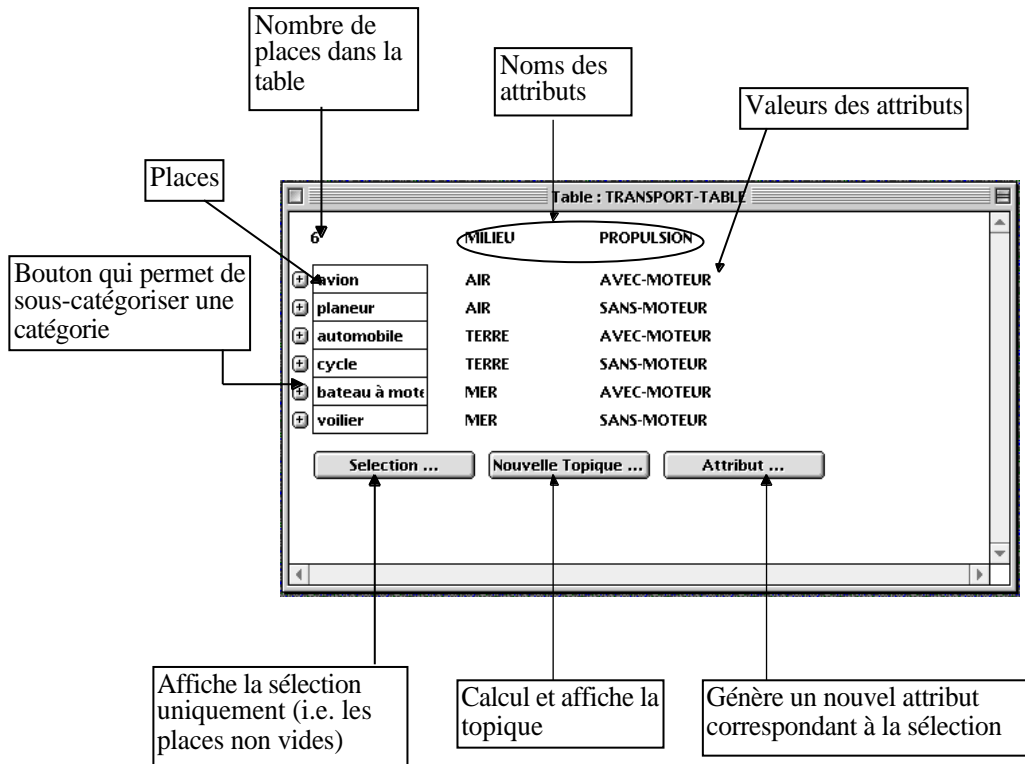 Nombre de
places dans la
table
Noms des
attributs
Valeurs des attributs
Places
Bouton qui permet de
sous-catégoriser une
catégorie
Table : TRANSPORT-TABLE
6 MILIEU PROPULSION
avion AIR AVEC-MOTEUR
planeur AIR SANS-MOTEUR
automobile TERRE AVEC-MOTEUR
cycle TERRE SANS-MOTEUR
bateau à mote MER AVEC-MOTEUR
voilier MER SANS-MOTEUR
Selection ... Nouvelle Topique ... Attribut ...
Affiche la sélection
uniquement (i.e. les
places non vides)
Calcul et affiche la
topique
Génère un nouvel attribut
correspondant à la sélection